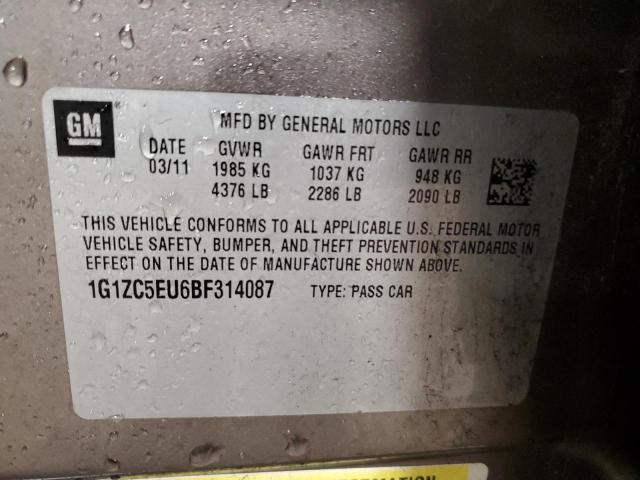 GM
MFD BY GENERAL MOTORS LLC
DATE GVWR GAWR FRT GAWR RR
03/11 1985 KG 1037 KG 948 KG
4376 LB 2286 LB 2090 LB
THIS VEHICLE CONFORMS TO ALL APPLICABLE U.S. FEDERAL MOTOR
VEHICLE SAFETY, BUMPER, AND THEFT PREVENTION STANDARDS IN
EFFECT ON THE DATE OF MANUFACTURE SHOWN ABOVE.
1G1ZC5EU6BF314087 TYPE: PASS CAR